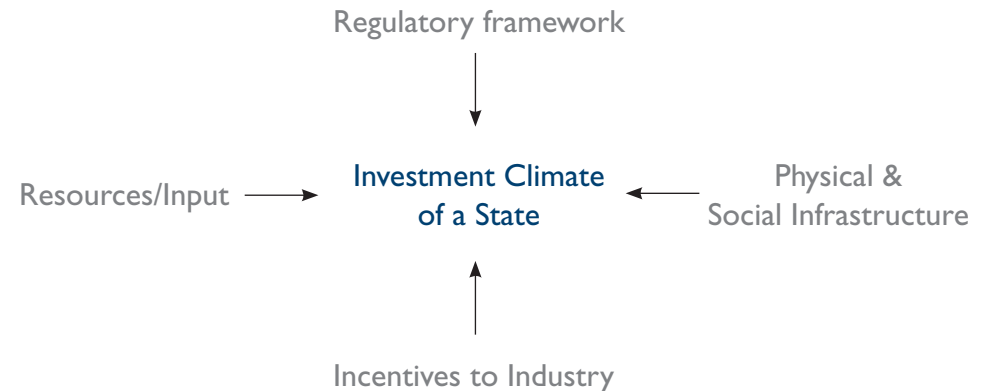 Regulatory framework
Resources/Input
Investment Climate
of a State
Physical &
Social Infrastructure
Incentives to Industry